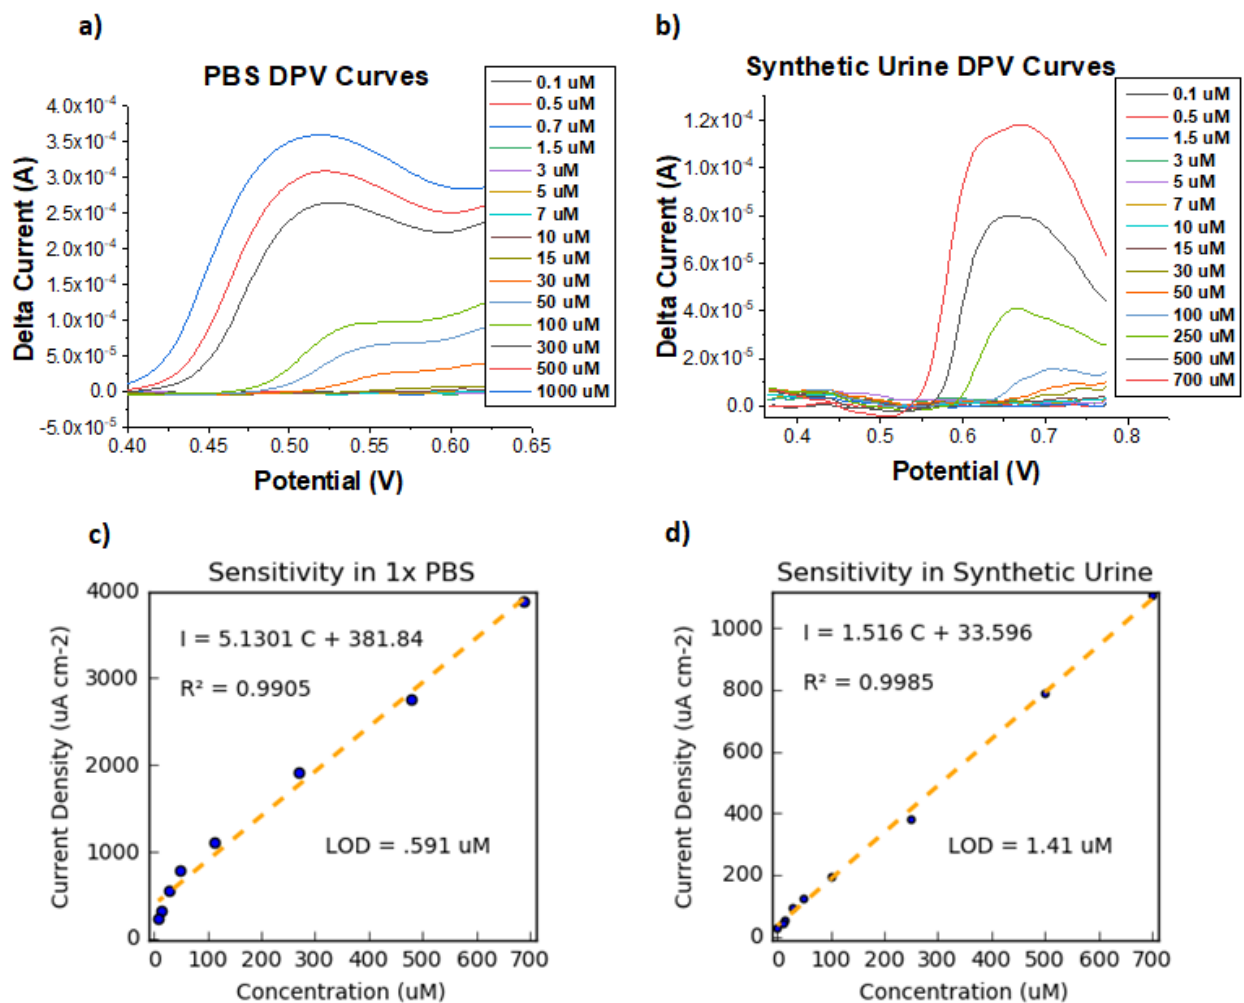 a)
PBS DPV Curves
Delta Current (A)
4.0x10⁻⁴
3.5x10⁻⁴
3.0x10⁻⁴
2.5x10⁻⁴
2.0x10⁻⁴
1.5x10⁻⁴
1.0x10⁻⁴
5.0x10⁻⁵
0.0
-5.0x10⁻⁵
0.40 0.45 0.50 0.55 0.60 0.65
Potential (V)
0.1 uM
0.5 uM
0.7 uM
1.5 uM
3 uM
5 uM
7 uM
10 uM
15 uM
30 uM
50 uM
100 uM
300 uM
500 uM
1000 uM
b)
Synthetic Urine DPV Curves
Delta Current (A)
1.2x10⁻⁴
1.0x10⁻⁴
8.0x10⁻⁵
6.0x10⁻⁵
4.0x10⁻⁵
2.0x10⁻⁵
0.0
0.4 0.5 0.6 0.7 0.8
Potential (V)
0.1 uM
0.5 uM
1.5 uM
3 uM
5 uM
7 uM
10 uM
15 uM
30 uM
50 uM
100 uM
250 uM
500 uM
700 uM
c)
Sensitivity in 1x PBS
Current Density (uA cm-2)
4000
3000
2000
1000
0
I = 5.1301 C + 381.84
R² = 0.9905
LOD = .591 uM
0 100 200 300 400 500 600 700
Concentration (uM)
d)
Sensitivity in Synthetic Urine
Current Density (uA cm-2)
1000
800
600
400
200
0
I = 1.516 C + 33.596
R² = 0.9985
LOD = 1.41 uM
0 100 200 300 400 500 600 700
Concentration (uM)